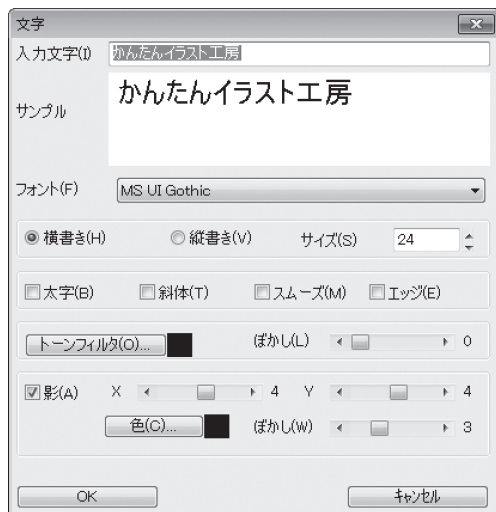 文字
入力文字(I) かんたんイラスト工房
サンプル かんたんイラスト工房
フォント(F) MS UI Gothic
横書き(H) 縦書き(V) サイズ(S) 24
太字(B) 斜体(T) スムーズ(M) エッジ(E)
トーンフィルタ(O)... ぼかし(L) 0
影(A) X 4 Y 4
色(C)... ぼかし(W) 3
OK キャンセル